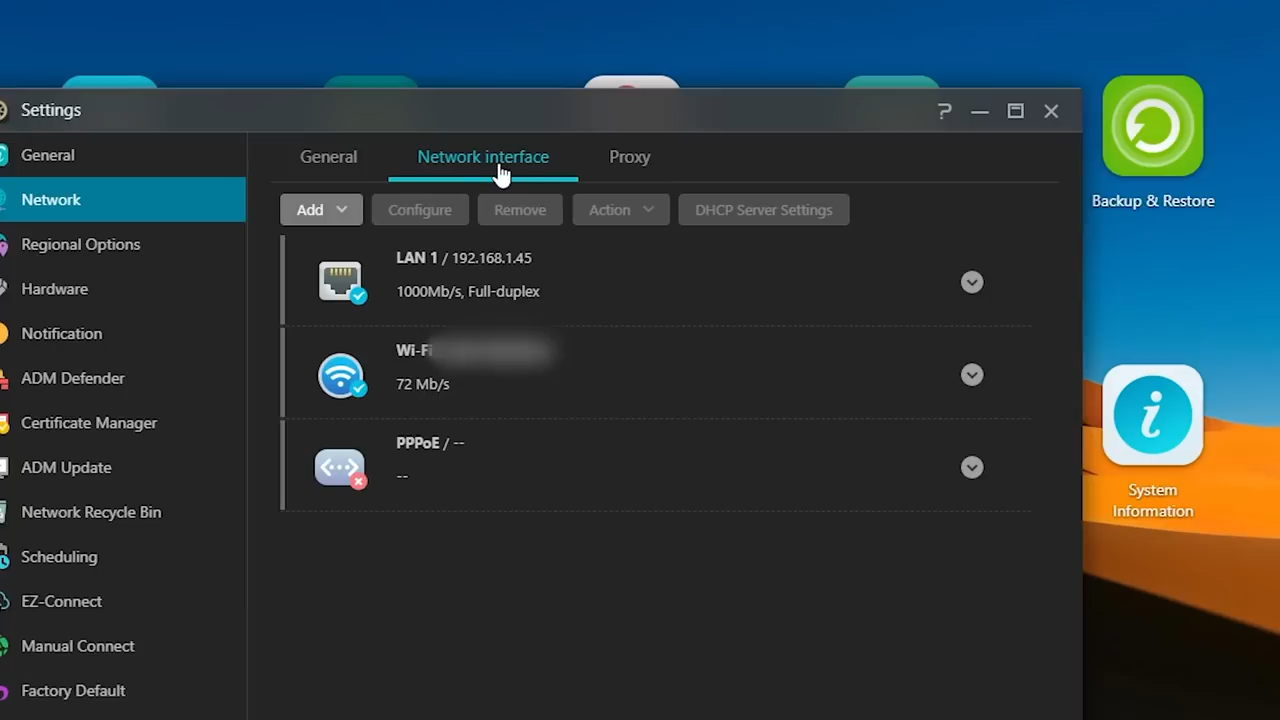 Settings
General
Network
Regional Options
Hardware
Notification
ADM Defender
Certificate Manager
ADM Update
Network Recycle Bin
Scheduling
EZ-Connect
Manual Connect
Factory Default
General Network interface Proxy
Add Configure Remove Action DHCP Server Settings
LAN 1 / 192.168.1.45
1000Mb/s, Full-duplex
Wi-Fi
72 Mb/s
PPPoE / --
--
Backup & Restore
System
Information